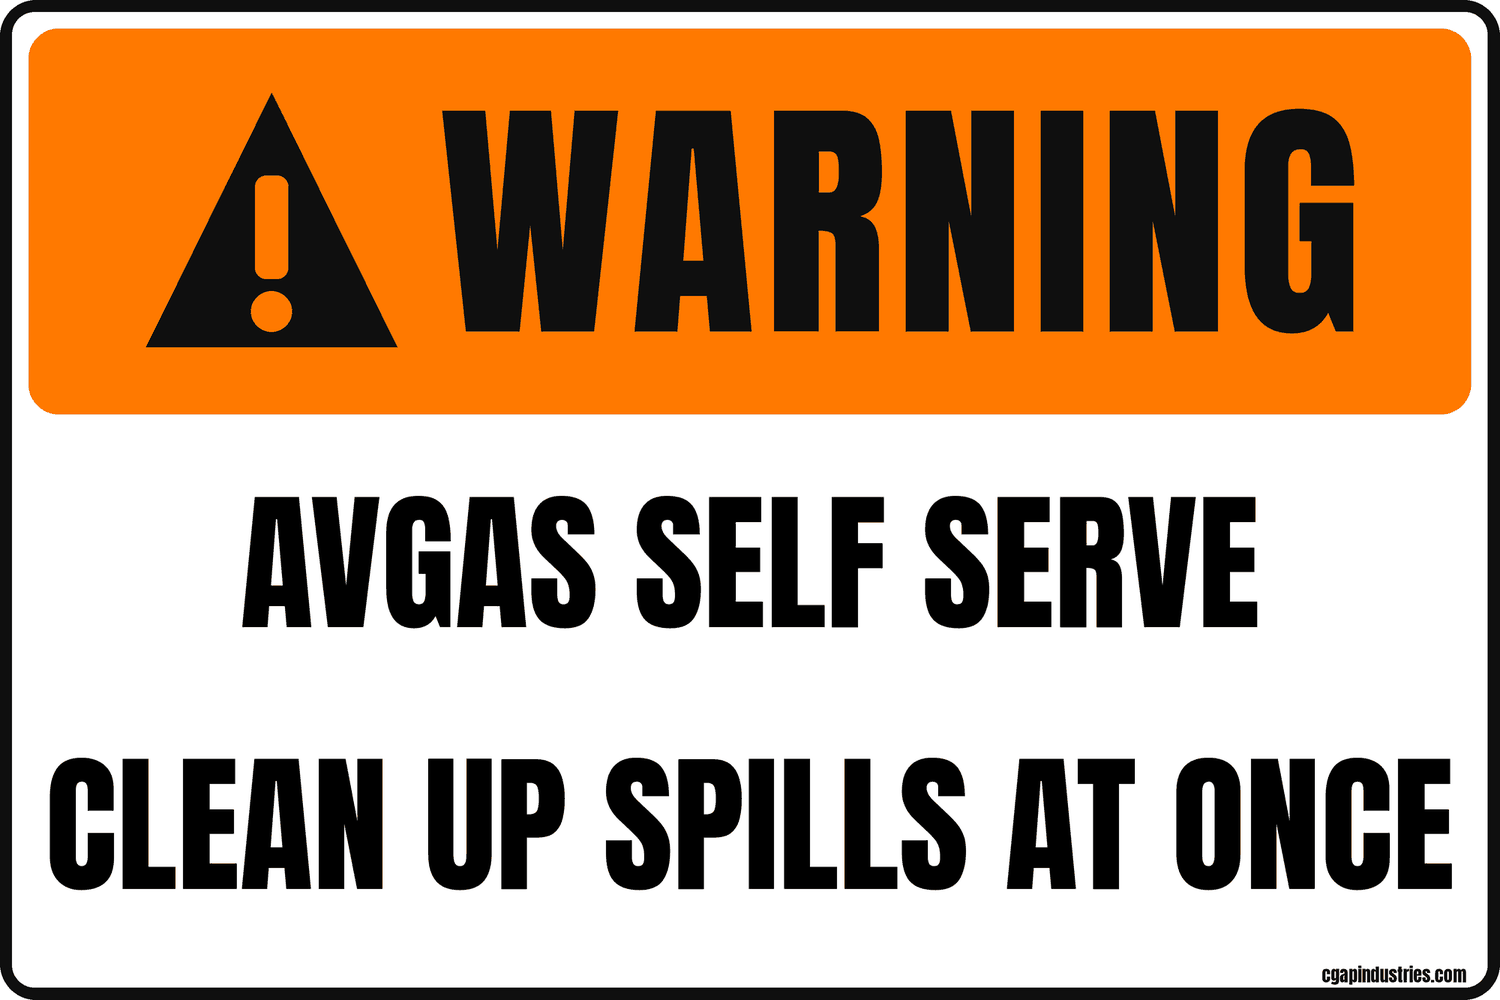 WARNING
AVGAS SELF SERVE
CLEAN UP SPILLS AT ONCE
cgapindustries.com